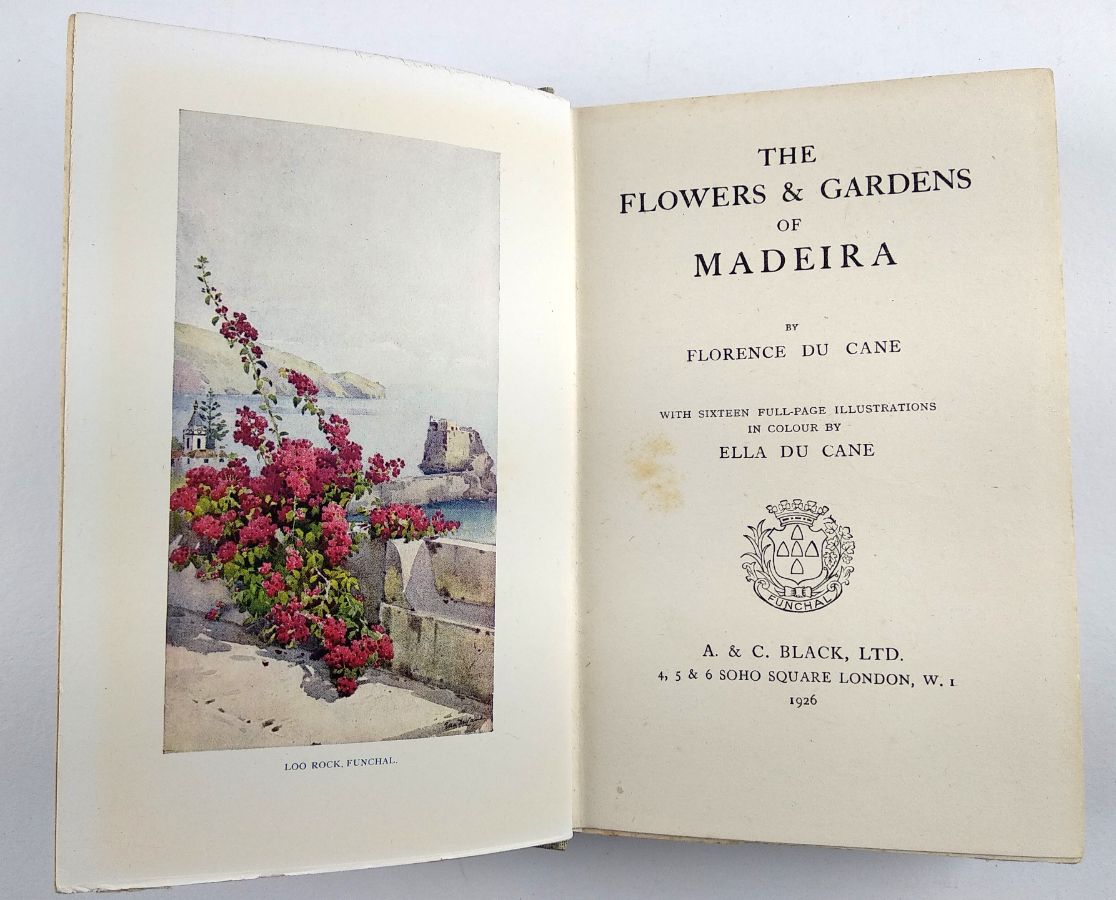 LOO ROCK, FUNCHAL.
THE
FLOWERS & GARDENS
OF
MADEIRA
BY
FLORENCE DU CANE
WITH SIXTEEN FULL-PAGE ILLUSTRATIONS
IN COLOUR BY
ELLA DU CANE
FUNCHAL
A. & C. BLACK, LTD.
4, 5 & 6 SOHO SQUARE LONDON, W. 1
1926